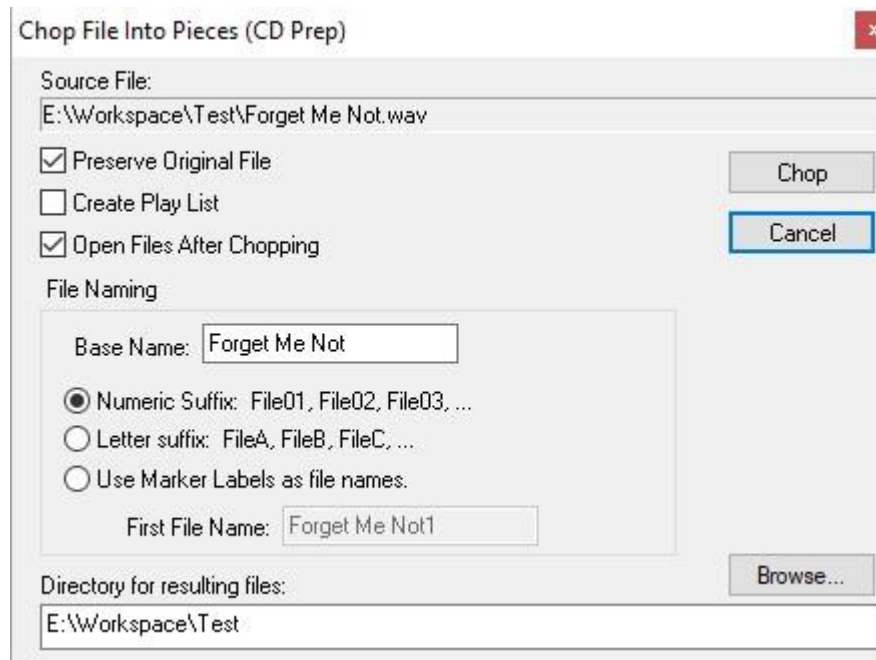 Chop File Into Pieces (CD Prep)
x
Source File:
E:\Workspace\Test\Forget Me Not.wav
Preserve Original File
Chop
Create Play List
Cancel
Open Files After Chopping
File Naming
Base Name: Forget Me Not
Numeric Suffix: File01, File02, File03, ...
Letter suffix: FileA, FileB, FileC, ...
Use Marker Labels as file names.
First File Name: Forget Me Not1
Browse...
Directory for resulting files:
E:\Workspace\Test